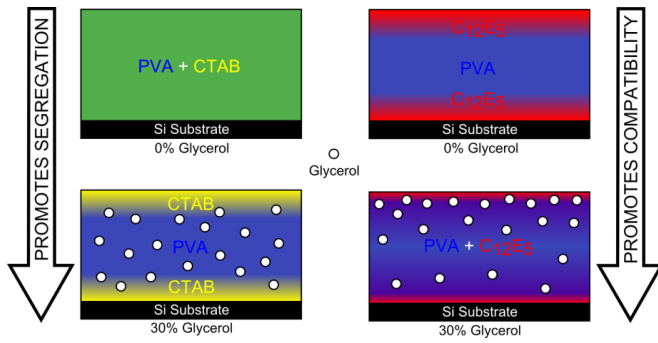 PROMOTES SEGREGATION
PVA + CTAB
Si Substrate
0% Glycerol
C12E5
PVA
C12E5
Si Substrate
0% Glycerol
PROMOTES COMPATIBILITY
Glycerol
CTAB
PVA
CTAB
Si Substrate
30% Glycerol
PVA + C12E5
Si Substrate
30% Glycerol